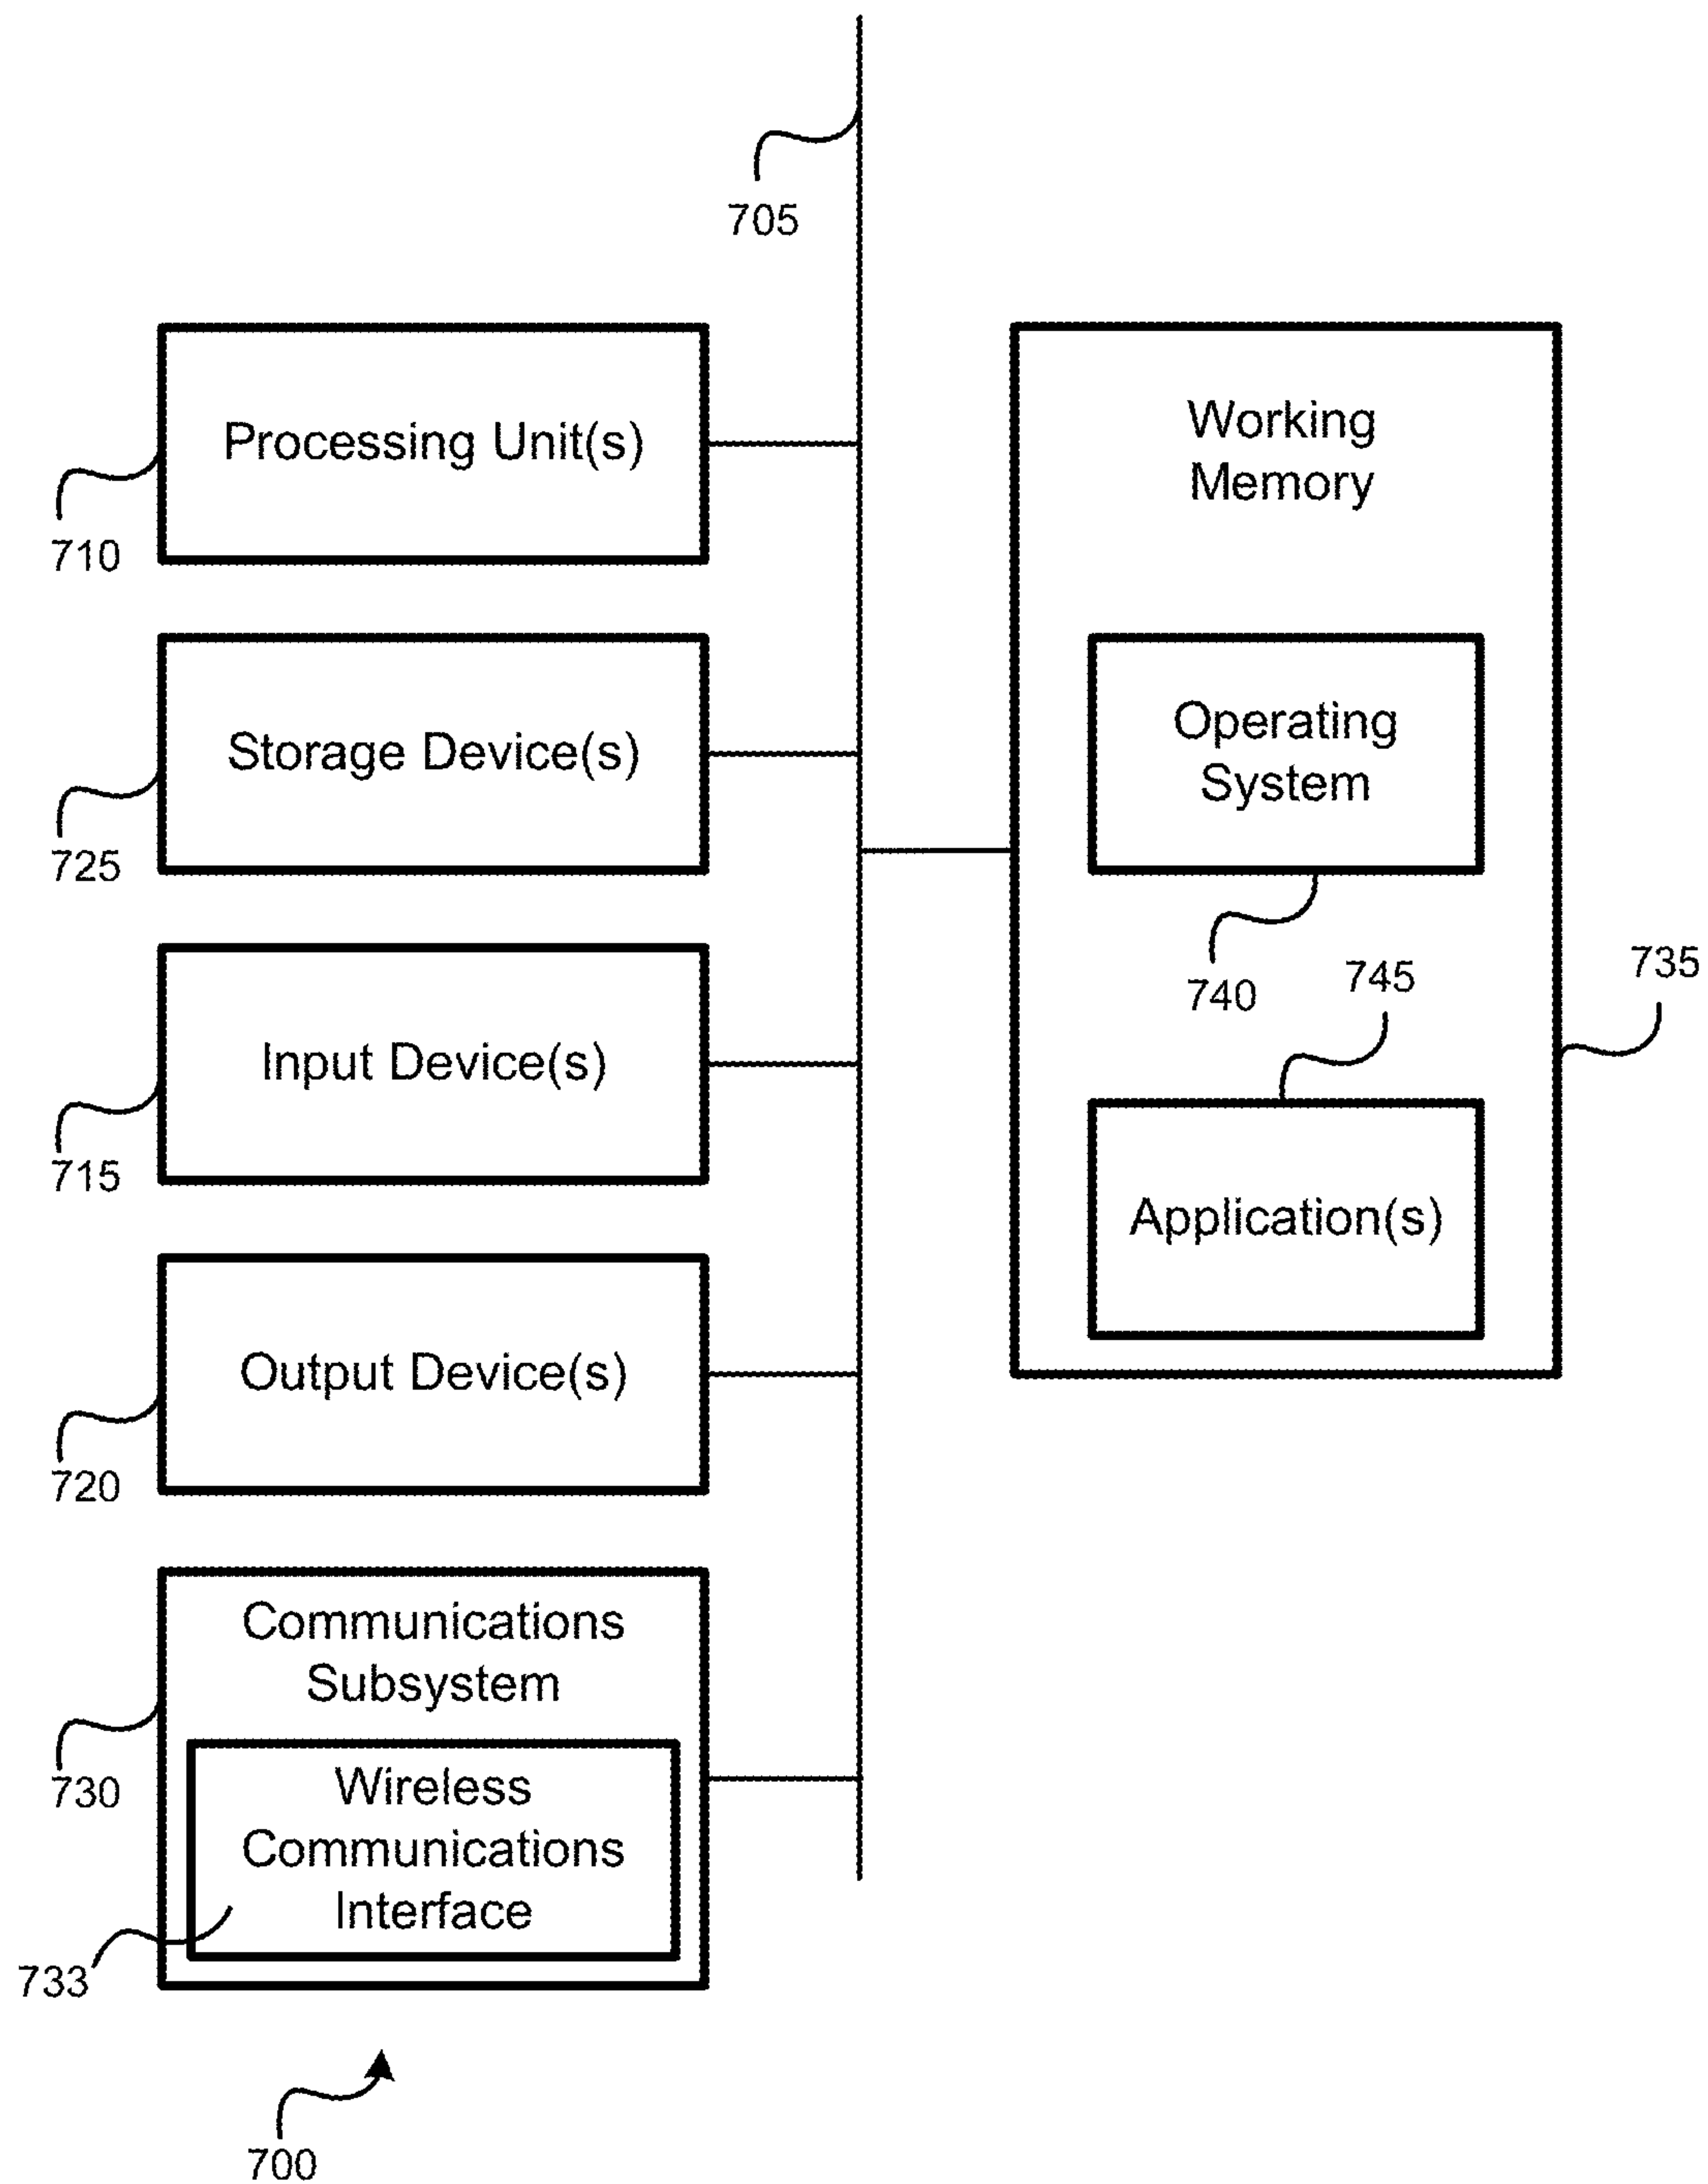 705
Processing Unit(s)
710
Storage Device(s)
725
Input Device(s)
715
Output Device(s)
720
Communications
Subsystem
730
Wireless
Communications
Interface
733
700
Working
Memory
Operating
System
740
745
735
Application(s)